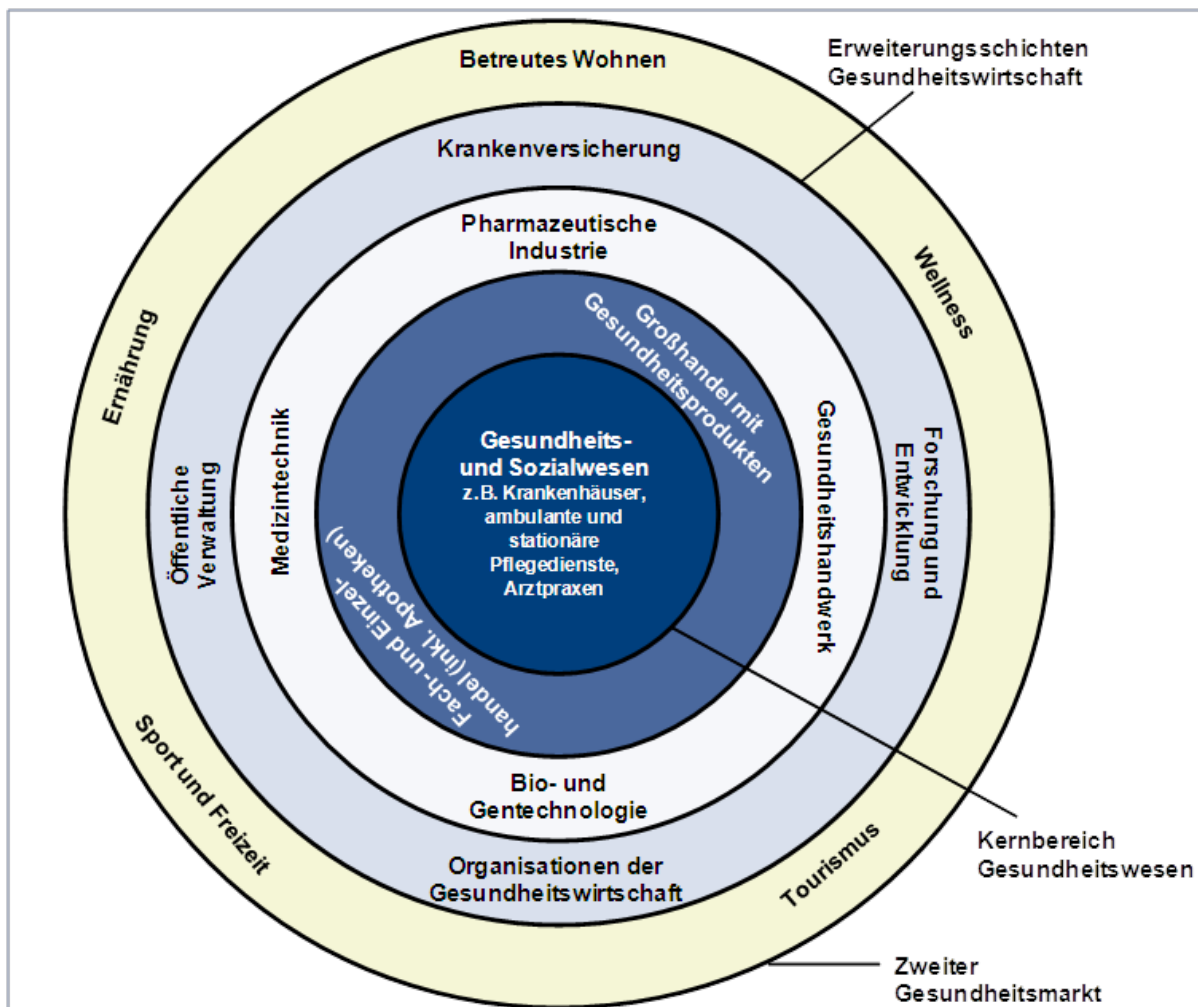 Betreutes Wohnen
Erweiterungsschichten
Gesundheitswirtschaft
Krankenversicherung
Pharmazeutische
Industrie
Großhandel mit
Gesundheitsprodukten
Wellness
Ernährung
Gesundheits-
und Sozialwesen
z.B. Krankenhäuser,
ambulante und
stationäre
Pflegedienste,
Arztpraxen
Öffentliche
Verwaltung
Medizintechnik
Gesundheitshandwerk
Forschung und
Entwicklung
Fach- und Einzel-
handel (inkl. Apotheken)
Bio- und
Gentechnologie
Sport und Freizeit
Organisationen der
Gesundheitswirtschaft
Tourismus
Kernbereich
Gesundheitswesen
Zweiter
Gesundheitsmarkt